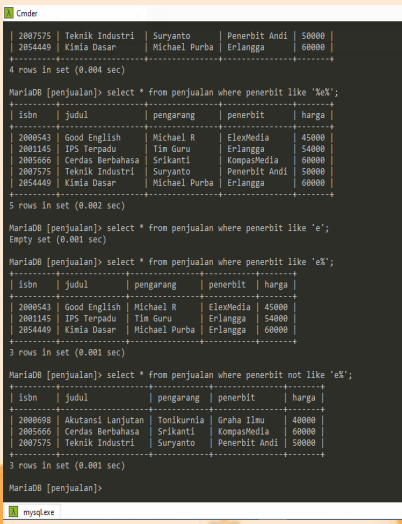 Cmder
| 2007575 | Teknik Industri | Suryanto | Penerbit Andi | 50000 |
| 2054449 | Kimia Dasar | Michael Purba | Erlangga | 60000 |
4 rows in set (0.004 sec)
MariaDB [penjualan]> select * from penjualan where penerbit like '%e%';
| isbn | judul | pengarang | penerbit | harga |
| 2000543 | Good English | Michael R | ElexMedia | 45000 |
| 2001145 | IPS Terpadu | Tim Guru | Erlangga | 54000 |
| 2005666 | Cerdas Berbahasa | Srikanti | KompasMedia | 60000 |
| 2007575 | Teknik Industri | Suryanto | Penerbit Andi | 50000 |
| 2054449 | Kimia Dasar | Michael Purba | Erlangga | 60000 |
5 rows in set (0.002 sec)
MariaDB [penjualan]> select * from penjualan where penerbit like 'e';
Empty set (0.001 sec)
MariaDB [penjualan]> select * from penjualan where penerbit like 'e%';
| isbn | judul | pengarang | penerbit | harga |
| 2000543 | Good English | Michael R | ElexMedia | 45000 |
| 2001145 | IPS Terpadu | Tim Guru | Erlangga | 54000 |
| 2054449 | Kimia Dasar | Michael Purba | Erlangga | 60000 |
3 rows in set (0.001 sec)
MariaDB [penjualan]> select * from penjualan where penerbit not like 'e%';
| isbn | judul | pengarang | penerbit | harga |
| 2000698 | Akutansi Lanjutan | Tonikurnia | Graha Ilmu | 40000 |
| 2005666 | Cerdas Berbahasa | Srikanti | KompasMedia | 60000 |
| 2007575 | Teknik Industri | Suryanto | Penerbit Andi | 50000 |
3 rows in set (0.001 sec)
MariaDB [penjualan]>
mysql.exe